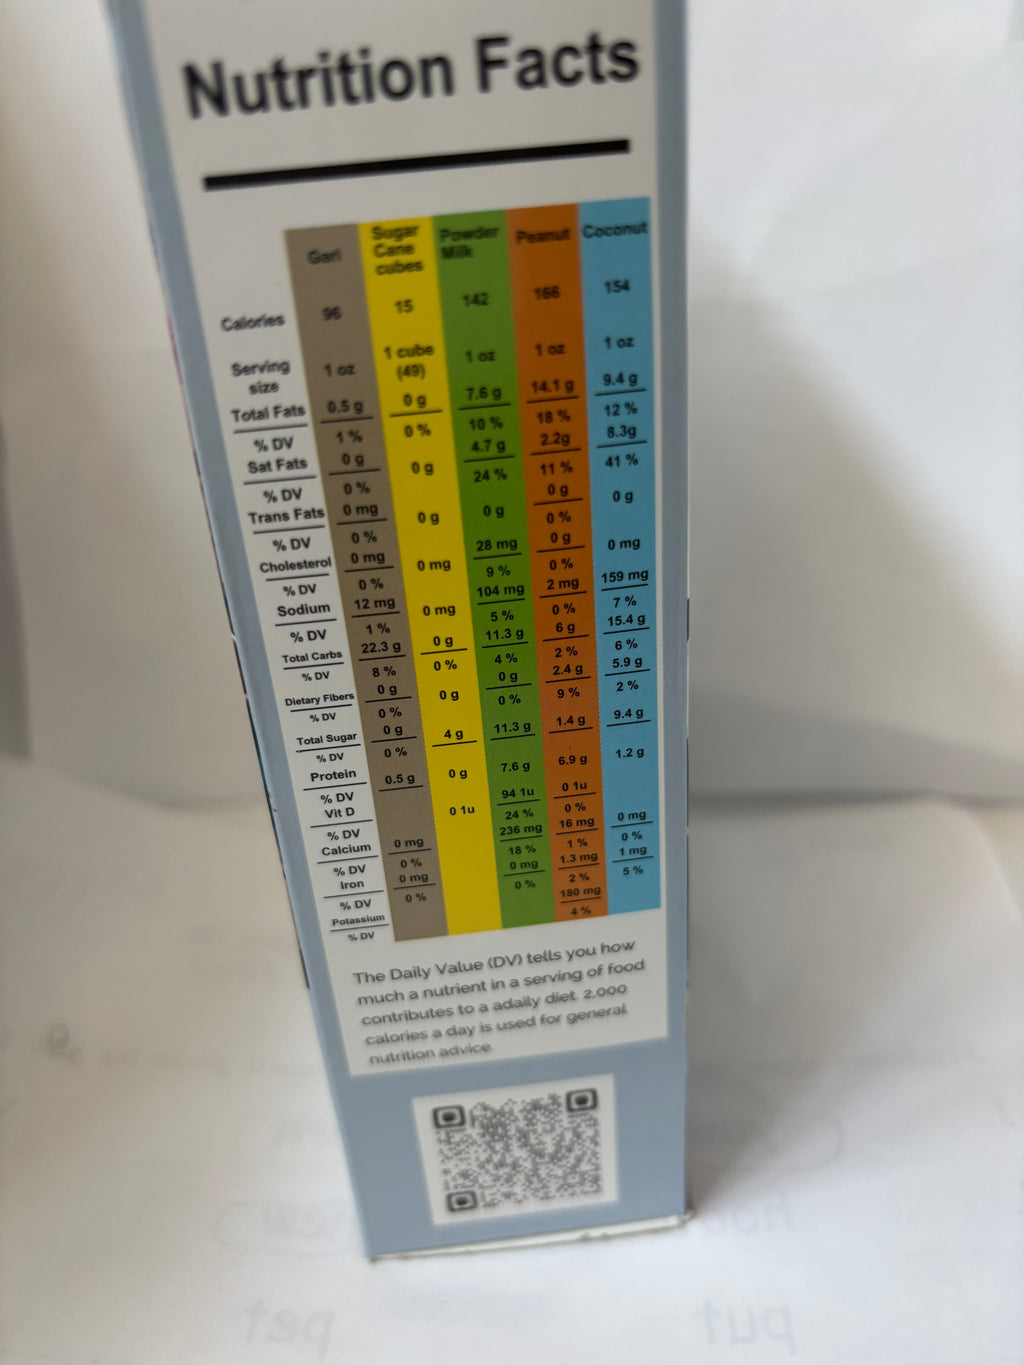 Nutrition Facts
Gari Sugar Cane cubes Powder Milk Peanut Coconut
Calories 96 15 142 166 154
Serving size 1 oz 1 cube (49) 1 oz 1 oz 1 oz
Total Fats 0.5 g 0 g 7.6 g 14.1 g 9.4 g
% DV 1 % 0 % 10 % 18 % 12 %
Sat Fats 0 g 0 g 4.7 g 2.2g 8.3g
% DV 0 % 24 % 11 % 41 %
Trans Fats 0 mg 0 g 0 g 0 g 0 g
% DV 0 % 0 %
Cholesterol 0 mg 0 mg 28 mg 0 g 0 mg
% DV 0 % 9 % 0 %
Sodium 12 mg 0 mg 104 mg 2 mg 159 mg
% DV 1 % 5 % 0 % 7 %
Total Carbs 22.3 g 0 g 11.3 g 6 g 15.4 g
% DV 8 % 0 % 4 % 2 % 6 %
Dietary Fibers 0 g 0 g 0 g 2.4 g 5.9 g
% DV 0 % 0 % 9 % 2 %
Total Sugar 0 g 4 g 11.3 g 1.4 g 9.4 g
% DV 0 %
Protein 0.5 g 0 g 7.6 g 6.9 g 1.2 g
% DV
Vit D 0 1u 94 1u 0 1u
% DV 24 % 0 %
Calcium 0 mg 236 mg 16 mg 0 mg
% DV 0 % 18 % 1 % 0 %
Iron 0 mg 0 mg 1.3 mg 1 mg
% DV 0 % 0 % 2 % 5 %
Potassium 180 mg
% DV 4 %
The Daily Value (DV) tells you how
much a nutrient in a serving of food
contributes to a adaily diet. 2,000
calories a day is used for general
nutrition advice.